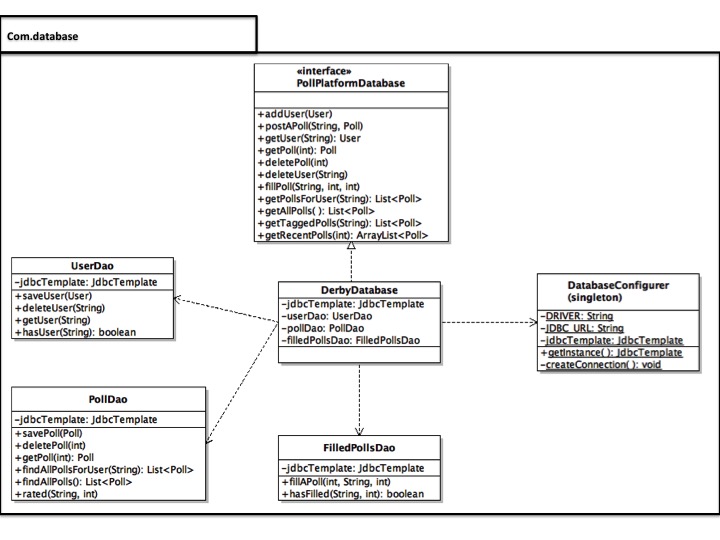 Com.database
«interface»
PollPlatformDatabase
+addUser(User)
+postAPoll(String, Poll)
+getUser(String): User
+getPoll(int): Poll
+deletePoll(int)
+deleteUser(String)
+fillPoll(String, int, int)
+getPollsForUser(String): List<Poll>
+getAllPolls( ): List<Poll>
+getTaggedPolls(String): List<Poll>
+getRecentPolls(int): ArrayList<Poll>
UserDao
-jdbcTemplate: JdbcTemplate
+saveUser(User)
+deleteUser(String)
+getUser(String)
+hasUser(String): boolean
DerbyDatabase
-jdbcTemplate: JdbcTemplate
-userDao: UserDao
-pollDao: PollDao
-filledPollsDao: FilledPollsDao
DatabaseConfigurer
(singleton)
-DRIVER: String
-JDBC_URL: String
-jdbcTemplate: JdbcTemplate
+getInstance( ): JdbcTemplate
-createConnection( ): void
PollDao
-jdbcTemplate: JdbcTemplate
+savePoll(Poll)
+deletePoll(int)
+getPoll(int): Poll
+findAllPollsForUser(String): List<Poll>
+findAllPolls(): List<Poll>
+rated(String, int)
FilledPollsDao
-jdbcTemplate: JdbcTemplate
+fillAPoll(int, String, int)
+hasFilled(String, int): boolean